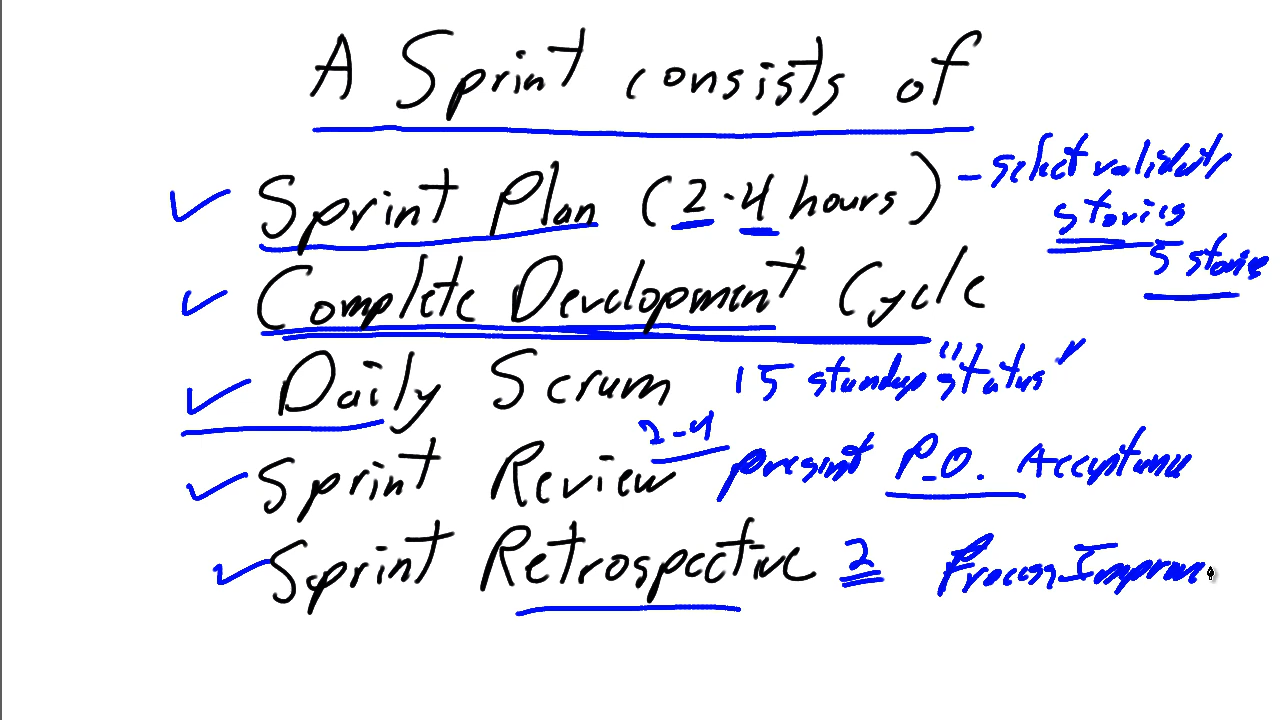 A Sprint consists of
Sprint Plan (2-4 hours) - select validate
stories
5 stories
Complete Development Cycle
Daily Scrum 15 standup "status"
2-4
Sprint Review present P.O. Acceptance
Sprint Retrospective 2 Process Improve